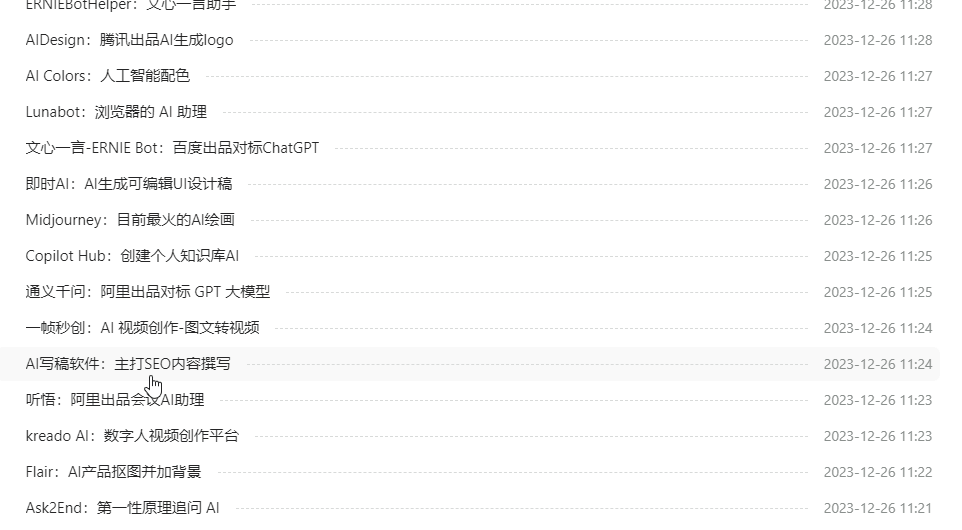 ERNIEBotHelper：文心一言助手 2023-12-26 11:28
AIDesign：腾讯出品AI生成logo 2023-12-26 11:28
AI Colors：人工智能配色 2023-12-26 11:27
Lunabot：浏览器的 AI 助理 2023-12-26 11:27
文心一言-ERNIE Bot：百度出品对标ChatGPT 2023-12-26 11:27
即时AI：AI生成可编辑UI设计稿 2023-12-26 11:26
Midjourney：目前最火的AI绘画 2023-12-26 11:26
Copilot Hub：创建个人知识库AI 2023-12-26 11:25
通义千问：阿里出品对标 GPT 大模型 2023-12-26 11:25
一帧秒创：AI 视频创作-图文转视频 2023-12-26 11:24
AI写稿软件：主打SEO内容撰写 2023-12-26 11:24
听悟：阿里出品会议AI助理 2023-12-26 11:23
kreado AI：数字人视频创作平台 2023-12-26 11:23
Flair：AI产品抠图并加背景 2023-12-26 11:22
Ask2End：第一性原理追问 AI 2023-12-26 11:21